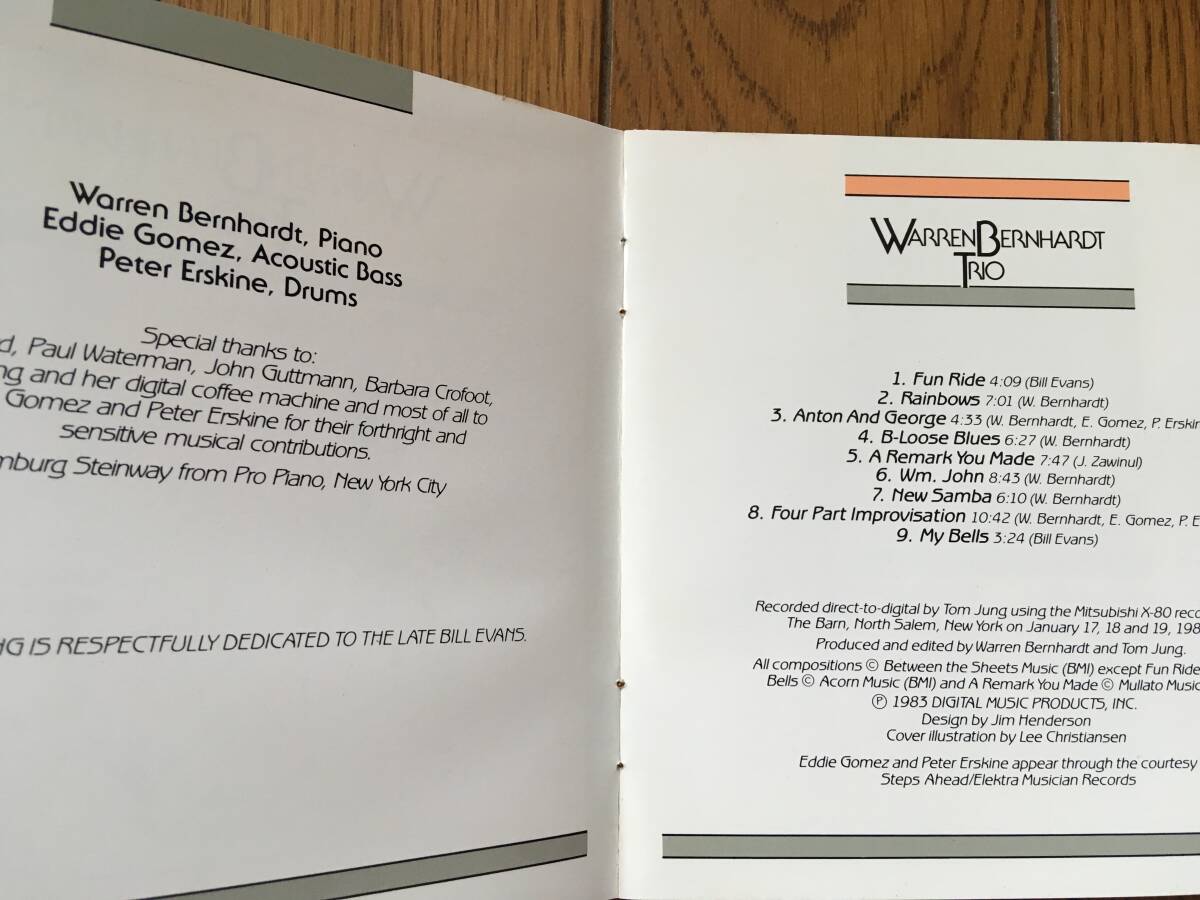 Warren Bernhardt, Piano
Eddie Gomez, Acoustic Bass
Peter Erskine, Drums
Special thanks to:
Paul Waterman, John Guttmann, Barbara Crofoot,
and her digital coffee machine and most of all to
Gomez and Peter Erskine for their forthright and
sensitive musical contributions.
Steinway from Pro Piano, New York City
IS RESPECTFULLY DEDICATED TO THE LATE BILL EVANS.
WARREN BERNHARDT
TRIO
1. Fun Ride 4:09 (Bill Evans)
2. Rainbows 7:01 (W. Bernhardt)
3. Anton And George 4:33 (W. Bernhardt, E. Gomez, P. Erskin
4. B-Loose Blues 6:27 (W. Bernhardt)
5. A Remark You Made 7:47 (J. Zawinul)
6. Wm. John 8:43 (W. Bernhardt)
7. New Samba 6:10 (W. Bernhardt)
8. Four Part Improvisation 10:42 (W. Bernhardt, E. Gomez, P. E
9. My Bells 3:24 (Bill Evans)
Recorded direct-to-digital by Tom Jung using the Mitsubishi X-80 reco
The Barn, North Salem, New York on January 17, 18 and 19, 198
Produced and edited by Warren Bernhardt and Tom Jung.
All compositions © Between the Sheets Music (BMI) except Fun Ride
Bells © Acorn Music (BMI) and A Remark You Made © Mullato Music
℗ 1983 DIGITAL MUSIC PRODUCTS, INC.
Design by Jim Henderson
Cover illustration by Lee Christiansen
Eddie Gomez and Peter Erskine appear through the courtesy
Steps Ahead/Elektra Musician Records